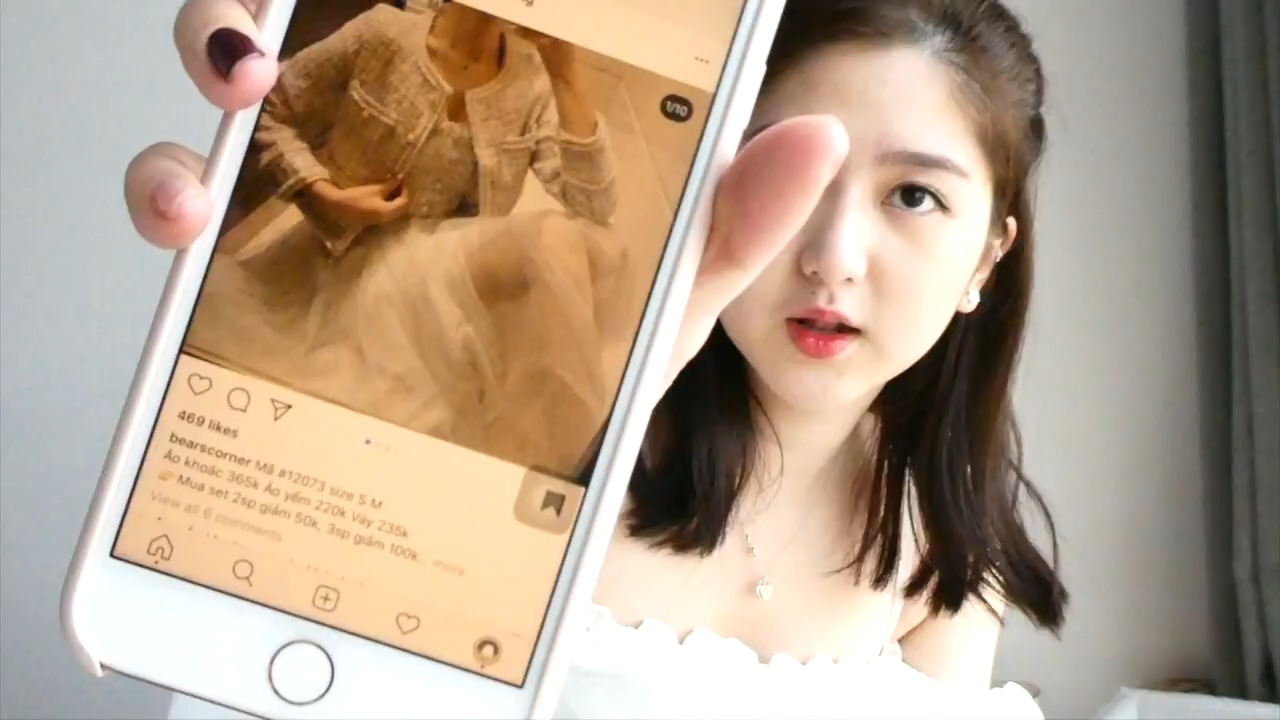 1/10
469 likes
bearscorner Mã #12073 size S M
Áo khoác 365k Áo yếm 220k Váy 235k
👉Mua set 2sp giảm 50k, 3sp giảm 100k... more
View all 6 comments